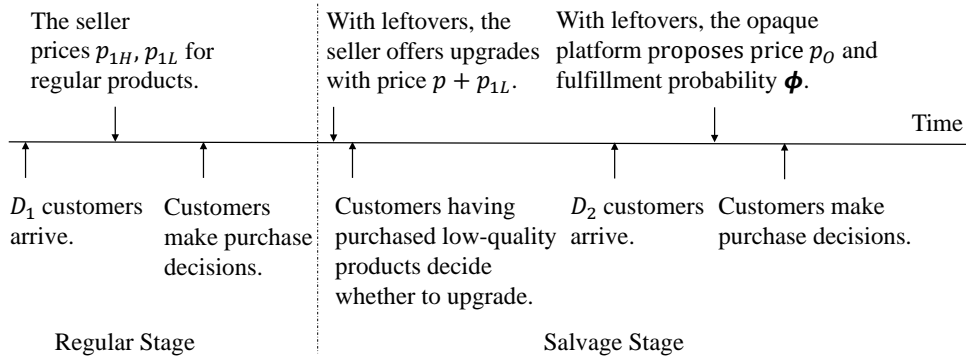 The seller
prices p₁H, p₁L for
regular products.
With leftovers, the
seller offers upgrades
with price p + p₁L.
With leftovers, the opaque
platform proposes price p_O and
fulfillment probability ϕ.
Time
D₁ customers
arrive.
Customers
make purchase
decisions.
Customers having
purchased low-quality
products decide
whether to upgrade.
D₂ customers
arrive.
Customers make
purchase decisions.
Regular Stage
Salvage Stage